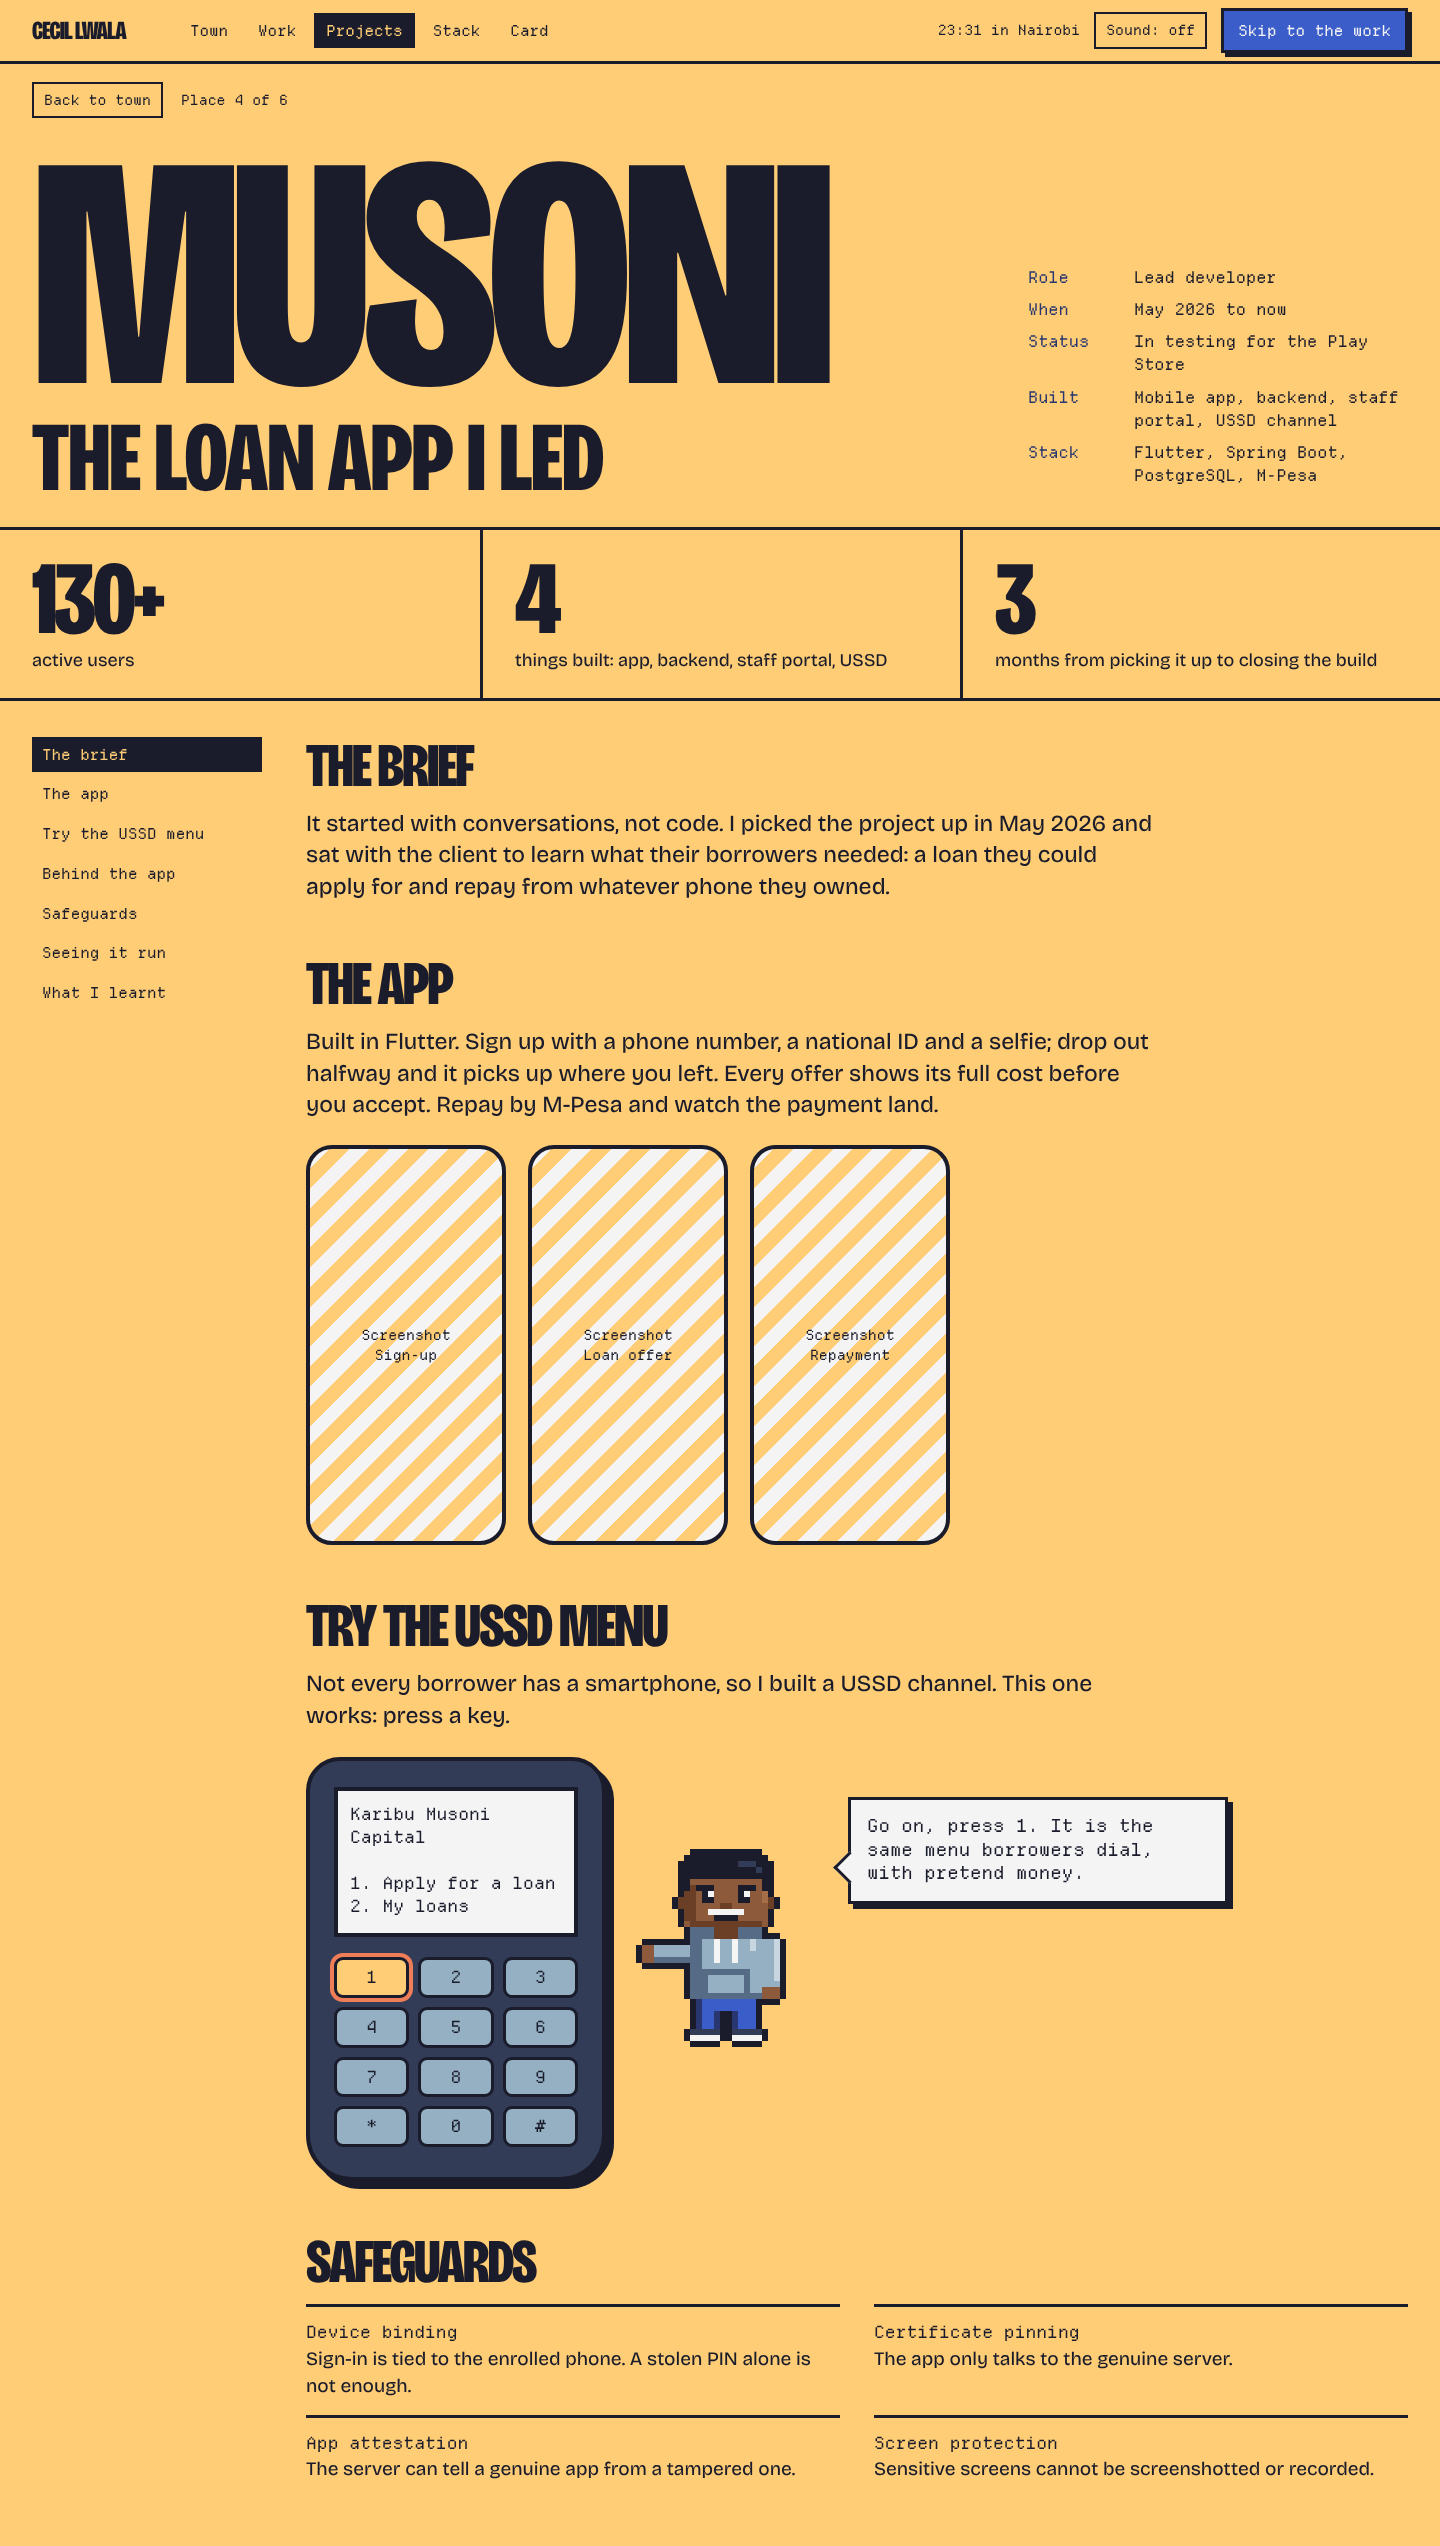 CECIL LWALA
Town
Work
Projects
Stack
Card
23:31 in Nairobi
Sound: off
Skip to the work
Back to town
Place 4 of 6
MUSONI
THE LOAN APP I LED
Role
Lead developer
When
May 2026 to now
Status
In testing for the Play
Store
Built
Mobile app, backend, staff
portal, USSD channel
Stack
Flutter, Spring Boot,
PostgreSQL, M-Pesa
130+
active users
4
things built: app, backend, staff portal, USSD
3
months from picking it up to closing the build
The brief
The app
Try the USSD menu
Behind the app
Safeguards
Seeing it run
What I learnt
THE BRIEF
It started with conversations, not code. I picked the project up in May 2026 and
sat with the client to learn what their borrowers needed: a loan they could
apply for and repay from whatever phone they owned.
THE APP
Built in Flutter. Sign up with a phone number, a national ID and a selfie; drop out
halfway and it picks up where you left. Every offer shows its full cost before
you accept. Repay by M-Pesa and watch the payment land.
Screenshot
Sign-up
Screenshot
Loan offer
Screenshot
Repayment
TRY THE USSD MENU
Not every borrower has a smartphone, so I built a USSD channel. This one
works: press a key.
Karibu Musoni
Capital
1. Apply for a loan
2. My loans
1
2
3
4
5
6
7
8
9
*
0
#
Go on, press 1. It is the
same menu borrowers dial,
with pretend money.
SAFEGUARDS
Device binding
Sign-in is tied to the enrolled phone. A stolen PIN alone is
not enough.
Certificate pinning
The app only talks to the genuine server.
App attestation
The server can tell a genuine app from a tampered one.
Screen protection
Sensitive screens cannot be screenshotted or recorded.